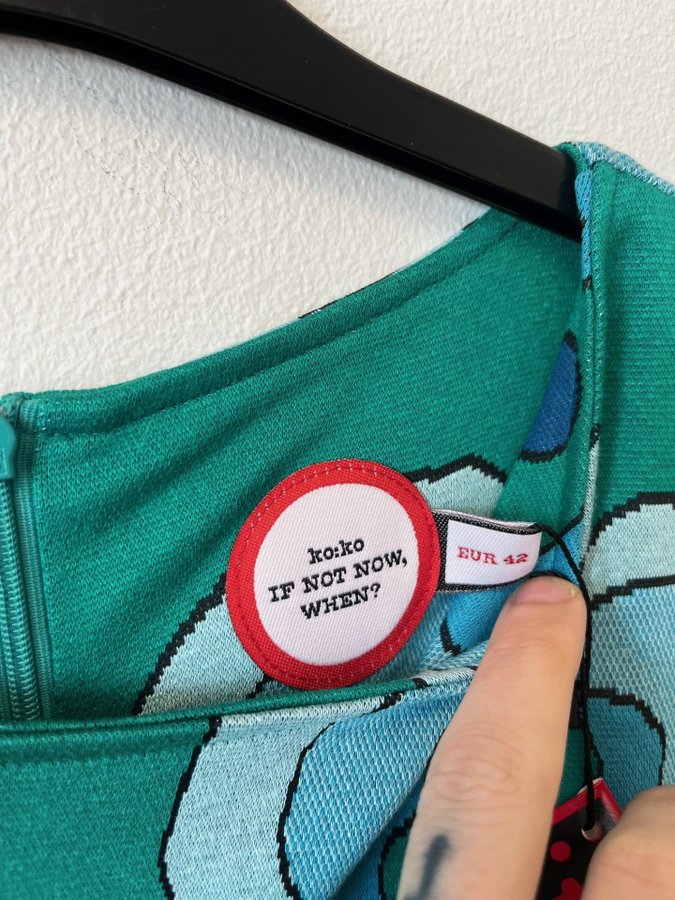 ko:ko
IF NOT NOW,
WHEN?
EUR 42